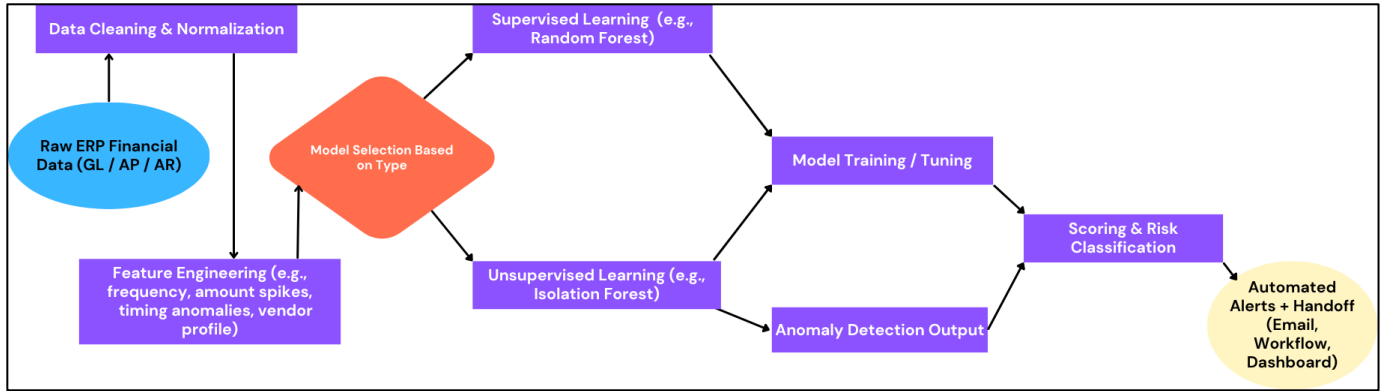 Data Cleaning & Normalization
Raw ERP Financial
Data (GL / AP / AR)
Feature Engineering (e.g.,
frequency, amount spikes,
timing anomalies, vendor
profile)
Model Selection Based
on Type
Supervised Learning (e.g.,
Random Forest)
Unsupervised Learning (e.g.,
Isolation Forest)
Model Training / Tuning
Anomaly Detection Output
Scoring & Risk
Classification
Automated
Alerts + Handoff
(Email,
Workflow,
Dashboard)